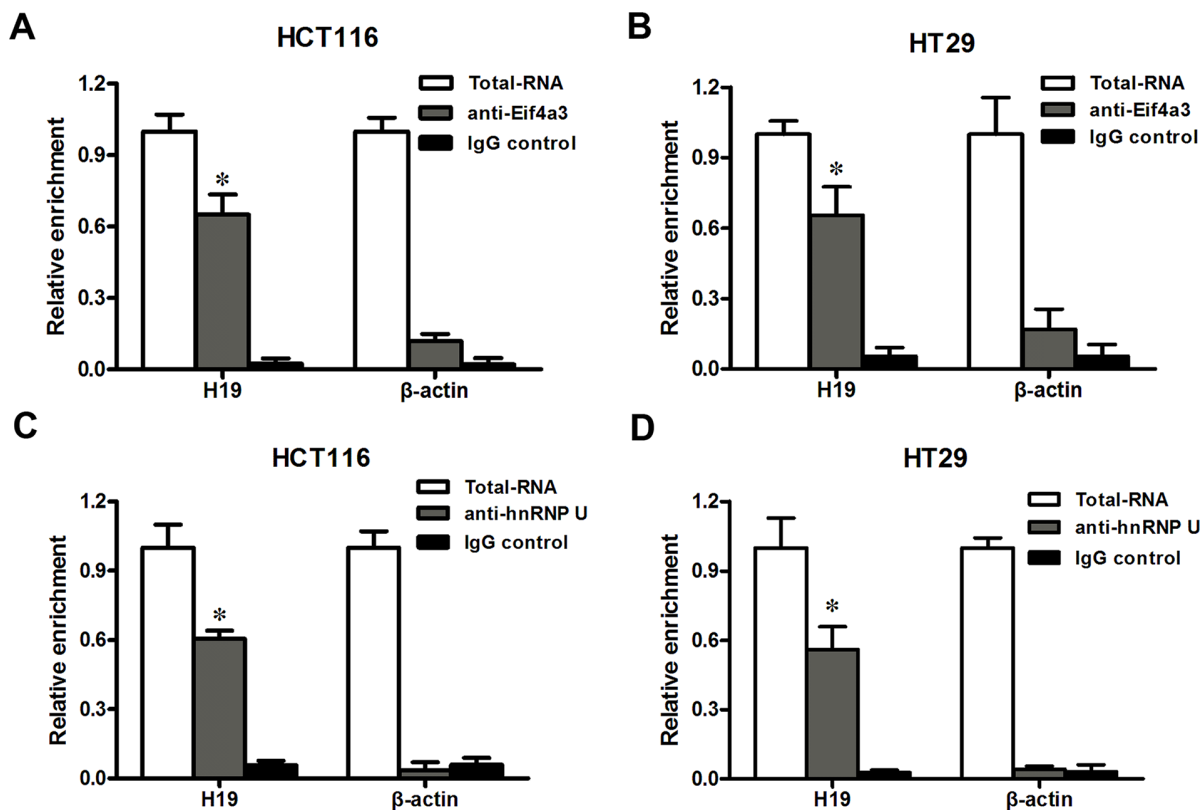 A
HCT116
Total-RNA
anti-Eif4a3
IgG control
Relative enrichment
1.2
0.9
0.6
0.3
0.0
*
H19
β-actin
B
HT29
Total-RNA
anti-Eif4a3
IgG control
Relative enrichment
1.2
0.9
0.6
0.3
0.0
*
H19
β-actin
C
HCT116
Total-RNA
anti-hnRNP U
IgG control
Relative enrichment
1.2
0.9
0.6
0.3
0.0
*
H19
β-actin
D
HT29
Total-RNA
anti-hnRNP U
IgG control
Relative enrichment
1.2
0.9
0.6
0.3
0.0
*
H19
β-actin